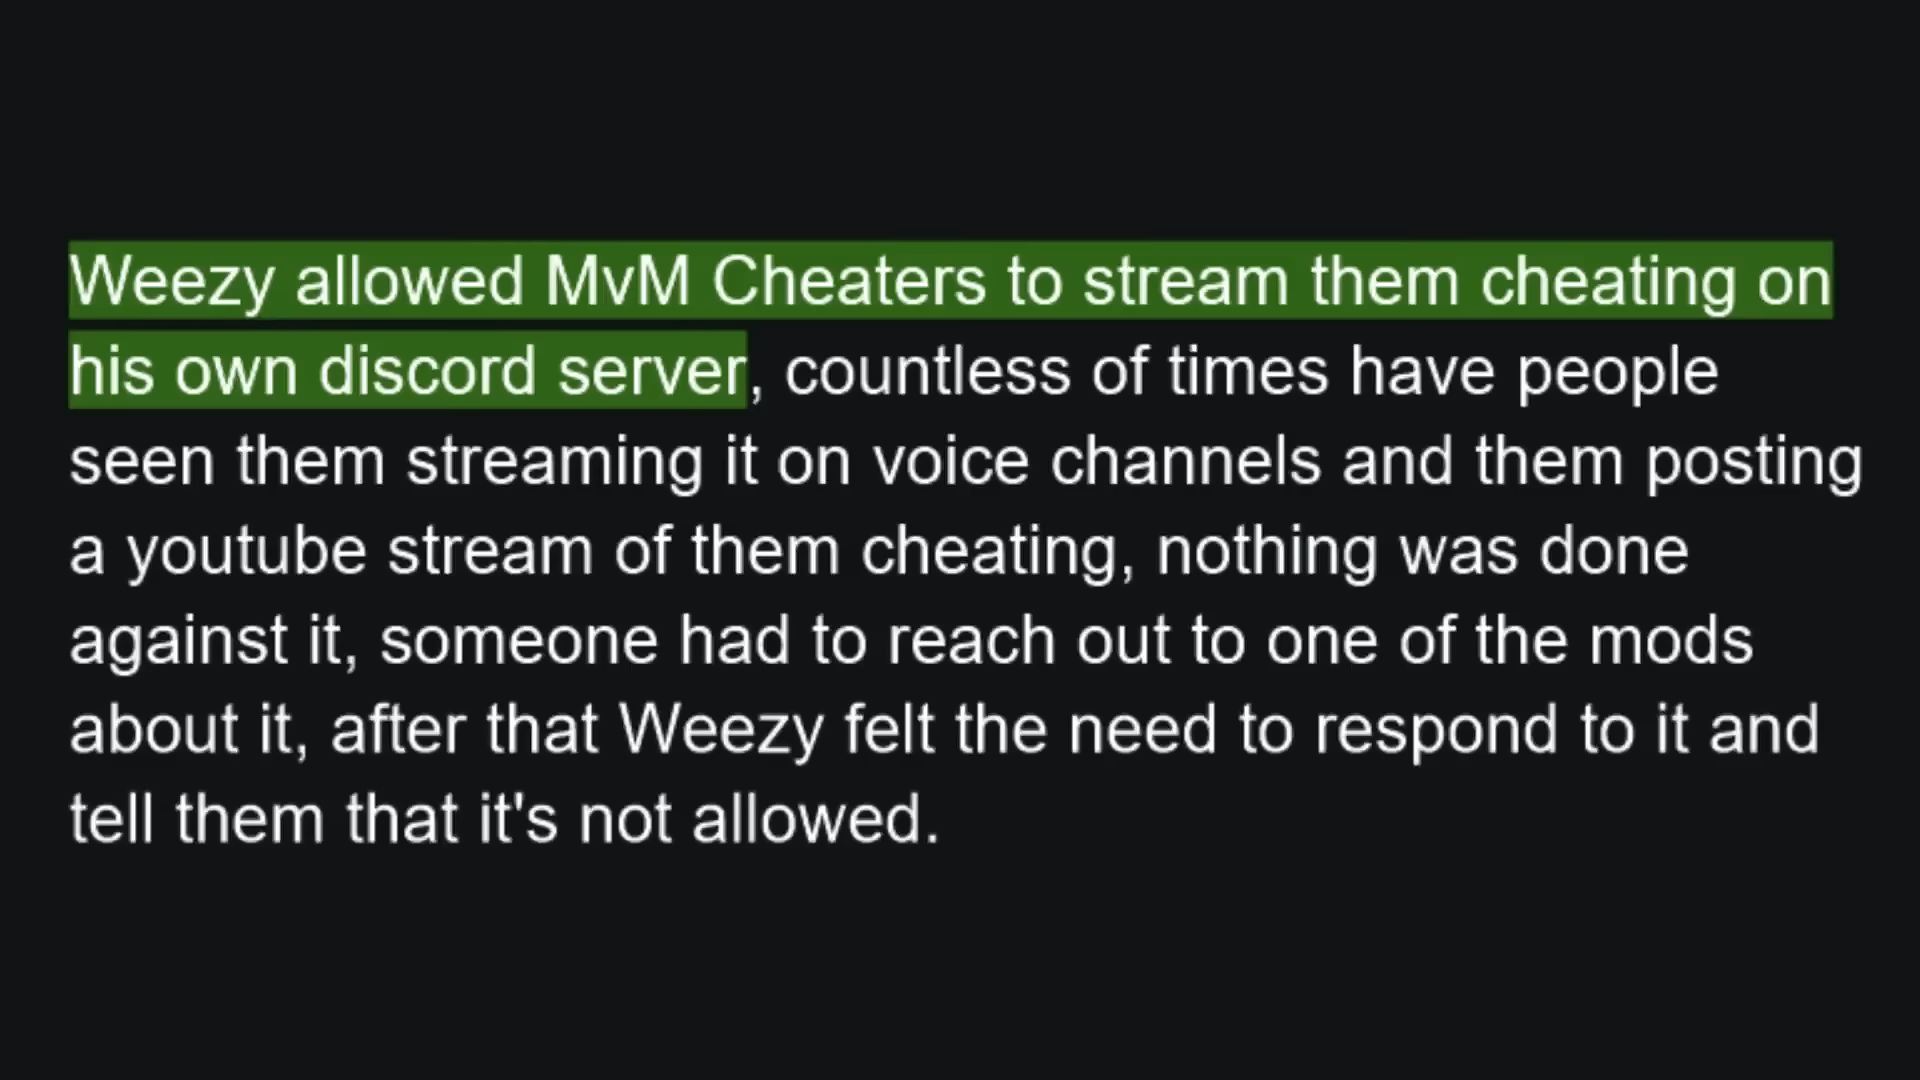 Weezy allowed MvM Cheaters to stream them cheating on
his own discord server, countless of times have people
seen them streaming it on voice channels and them posting
a youtube stream of them cheating, nothing was done
against it, someone had to reach out to one of the mods
about it, after that Weezy felt the need to respond to it and
tell them that it's not allowed.